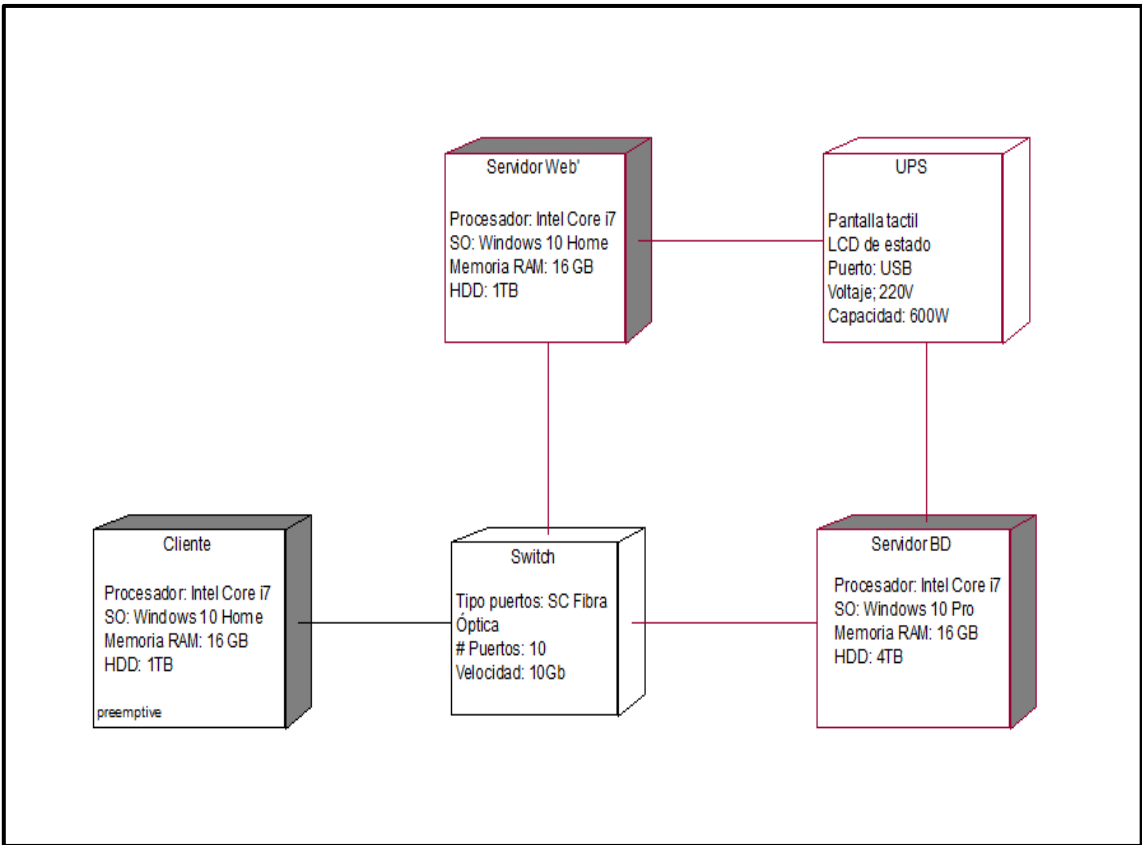 Servidor Web'
Procesador: Intel Core i7
SO: Windows 10 Home
Memoria RAM: 16 GB
HDD: 1TB
UPS
Pantalla tactil
LCD de estado
Puerto: USB
Voltaje; 220V
Capacidad: 600W
Cliente
Procesador: Intel Core i7
SO: Windows 10 Home
Memoria RAM: 16 GB
HDD: 1TB
preemptive
Switch
Tipo puertos: SC Fibra
Óptica
# Puertos: 10
Velocidad: 10Gb
Servidor BD
Procesador: Intel Core i7
SO: Windows 10 Pro
Memoria RAM: 16 GB
HDD: 4TB